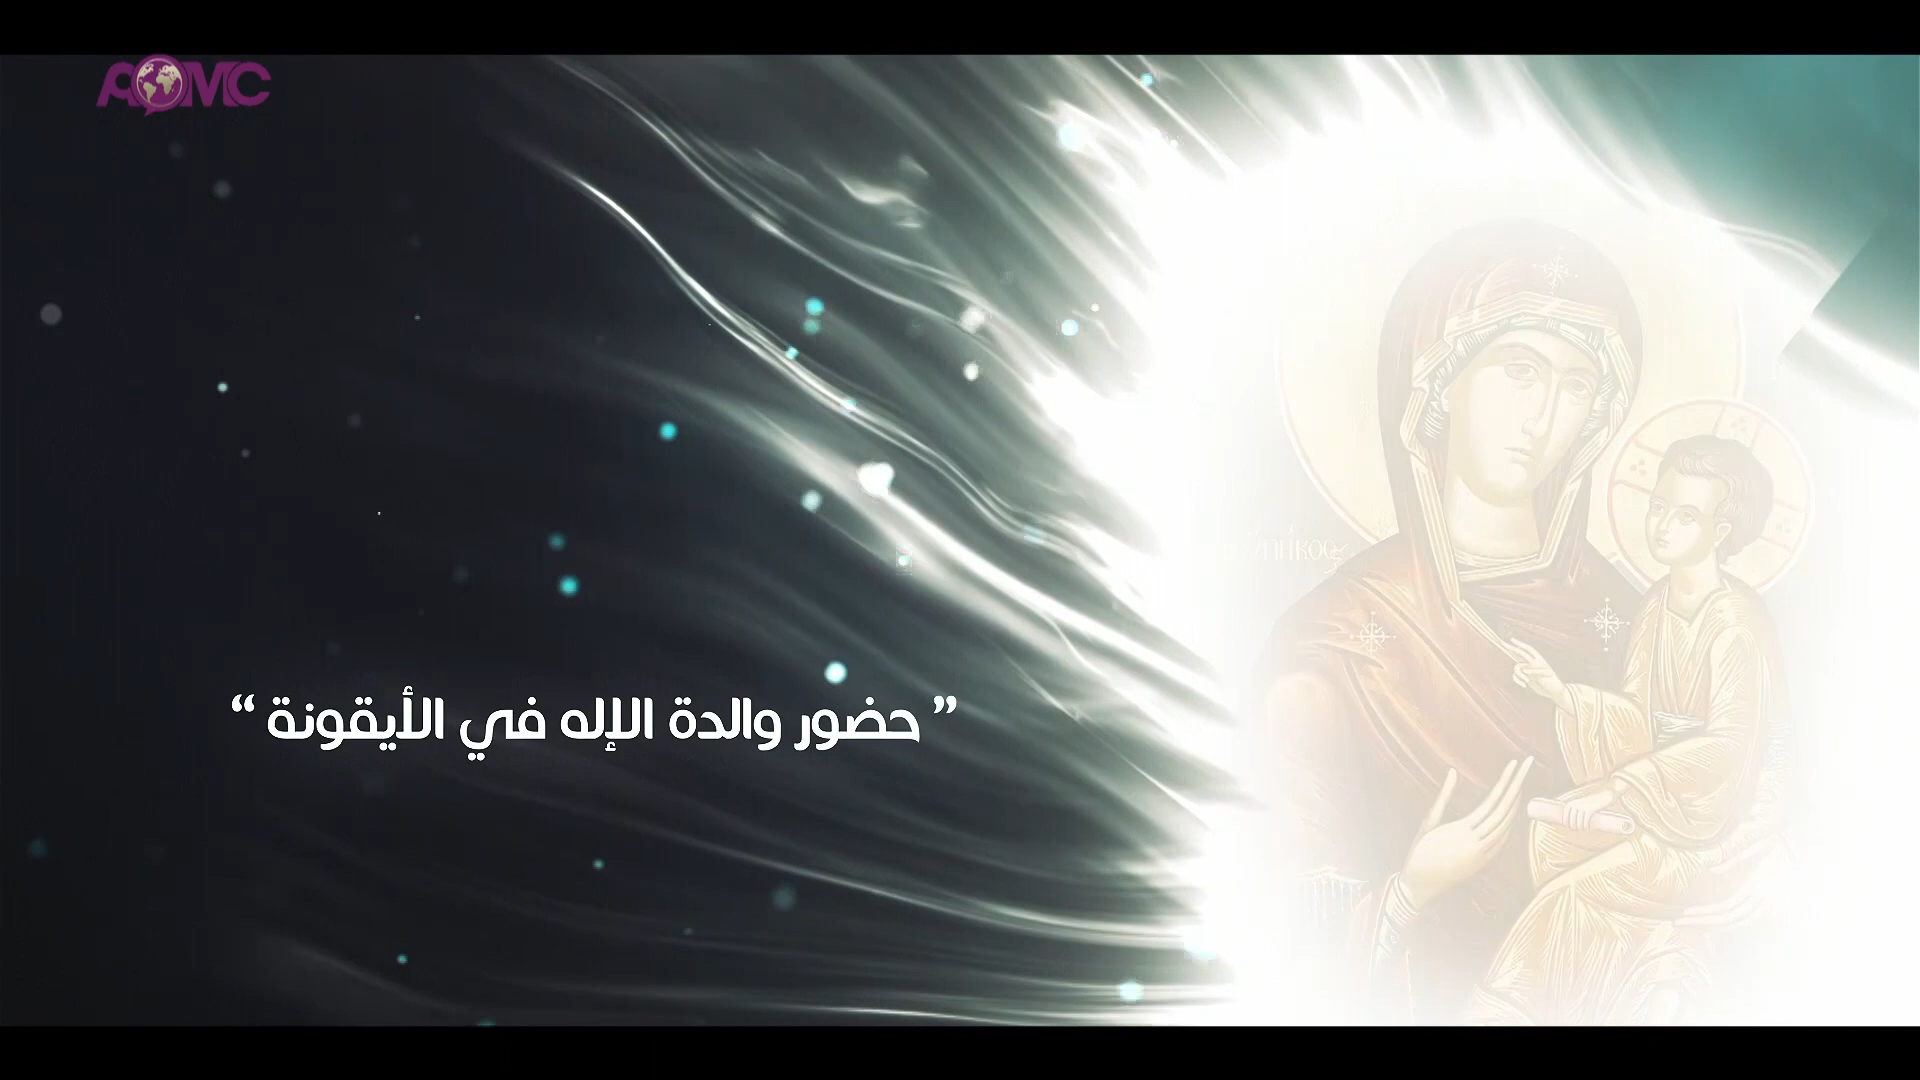 AOMC
” حضور والدة الإله في الأيقونة “